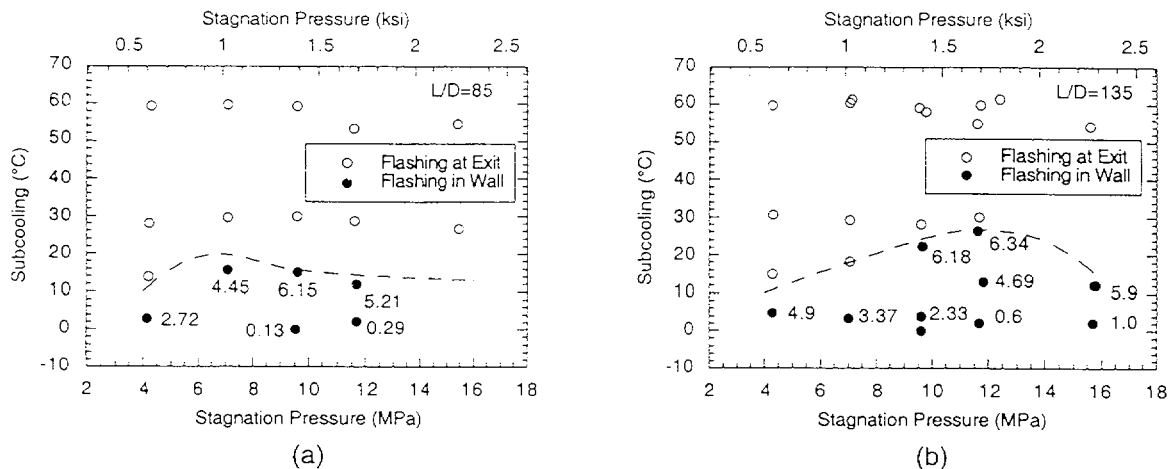 Stagnation Pressure (ksi)
0.5 1 1.5 2 2.5
70
60
50
40
30
20
10
0
-10
Subcooling (°C)
L/D=85
Flashing at Exit
Flashing in Wall
4.45
6.15
5.21
2.72
0.13
0.29
2 4 6 8 10 12 14 16 18
Stagnation Pressure (MPa)
(a)
Stagnation Pressure (ksi)
0.5 1 1.5 2 2.5
70
60
50
40
30
20
10
0
-10
Subcooling (°C)
L/D=135
Flashing at Exit
Flashing in Wall
6.18
6.34
4.69
5.9
4.9
3.37
2.33
0.6
1.0
2 4 6 8 10 12 14 16 18
Stagnation Pressure (MPa)
(b)